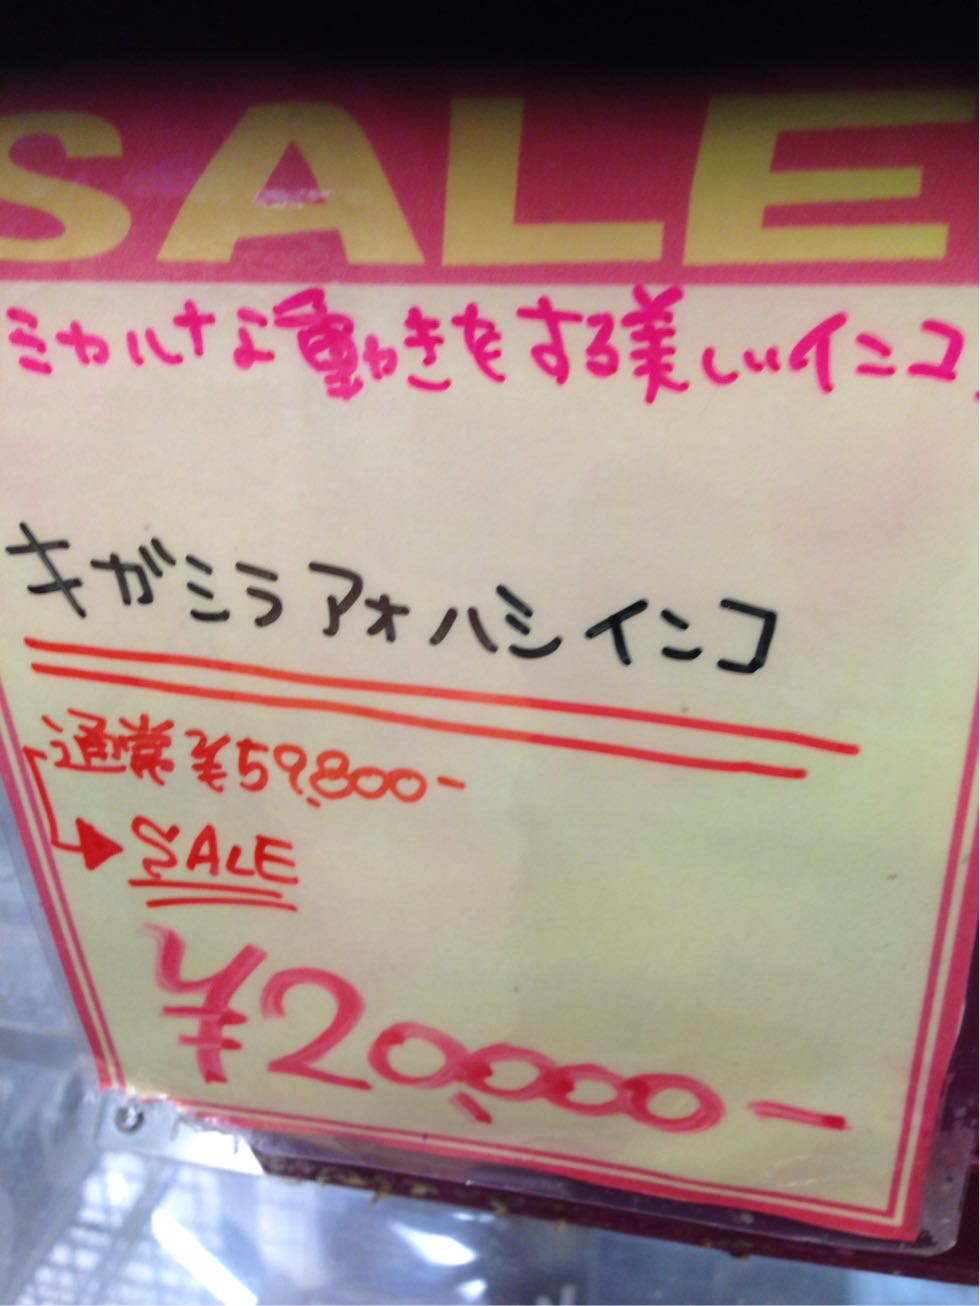 SALE
ミカルナな動きをする美しいインコ
キガシラアオハシインコ
通常¥59,800-
SALE
¥20,000-